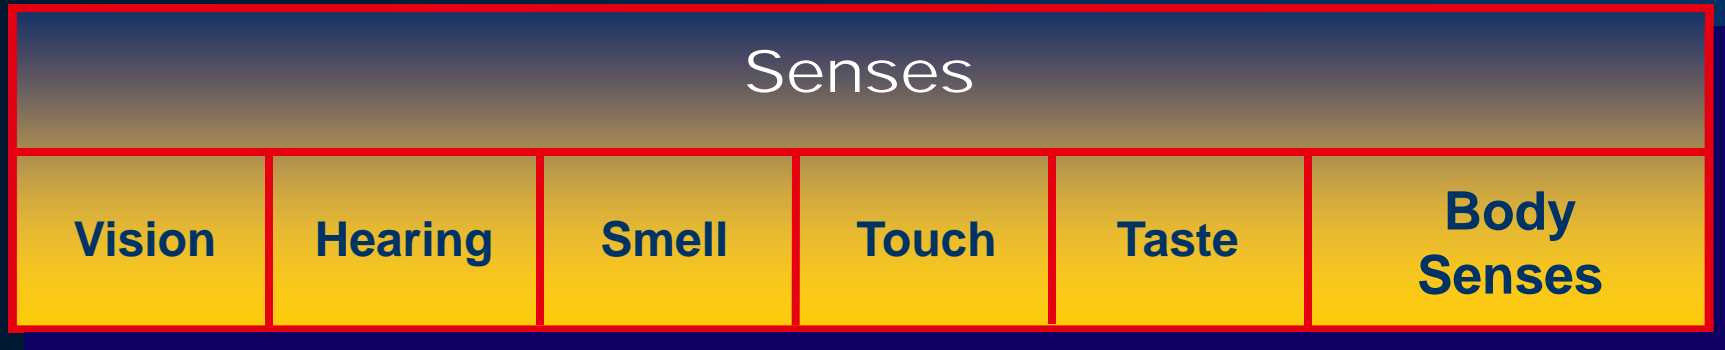 Senses
Vision
Hearing
Smell
Touch
Taste
Body
Senses